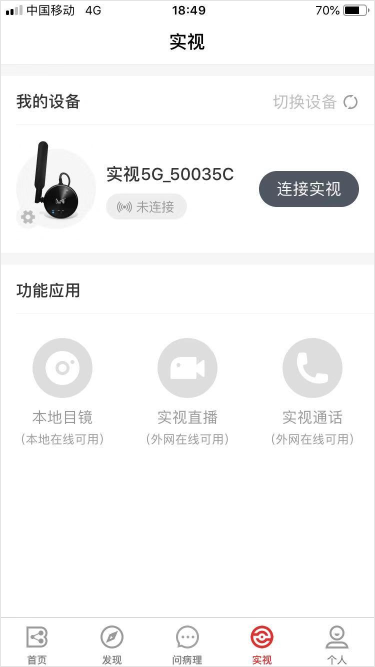 中国移动 4G 18:49 70%
实视
我的设备 切换设备
实视5G_50035C
未连接
连接实视
功能应用
本地目镜 实视直播 实视通话
(本地在线可用) (外网在线可用) (外网在线可用)
首页 发现 问病理 实视 个人